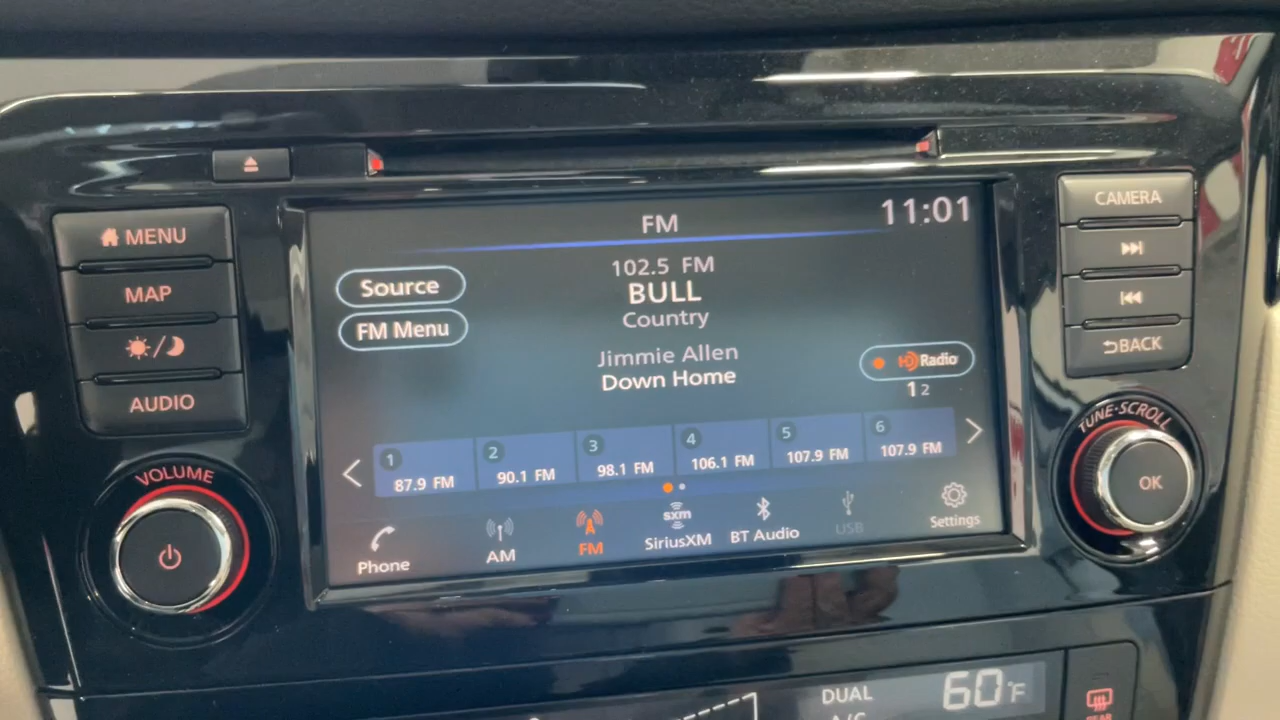 MENU
MAP
AUDIO
VOLUME
FM
11:01
Source
FM Menu
102.5 FM
BULL
Country
Jimmie Allen
Down Home
HD Radio
1 2
1
87.9 FM
2
90.1 FM
3
98.1 FM
4
106.1 FM
5
107.9 FM
6
107.9 FM
Phone
AM
FM
sxm
SiriusXM
BT Audio
USB
Settings
CAMERA
BACK
TUNE·SCROLL
OK
DUAL
A/C
60°F
REAR